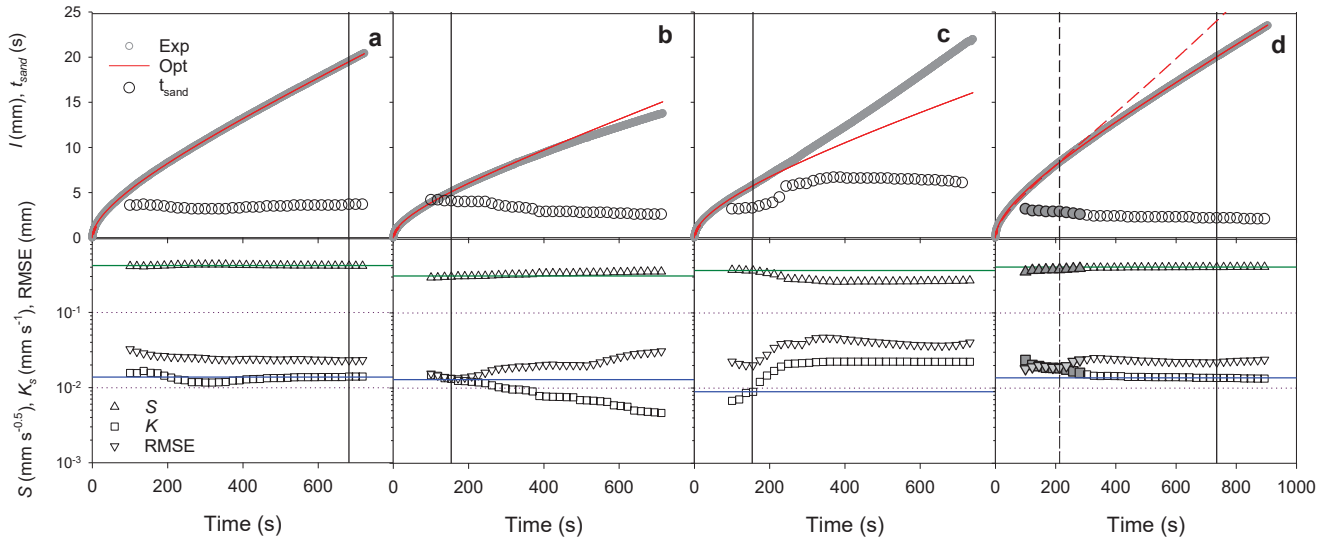 a
b
c
d
I (mm), t_sand (s)
25
20
15
10
5
0
Exp
Opt
t_sand
S (mm s^-0.5), K_s (mm s^-1), RMSE (mm)
10^-1
10^-2
10^-3
S
K
RMSE
0 200 400 600 0 200 400 600 0 200 400 600 0 200 400 600 800 1000
Time (s) Time (s) Time (s) Time (s)